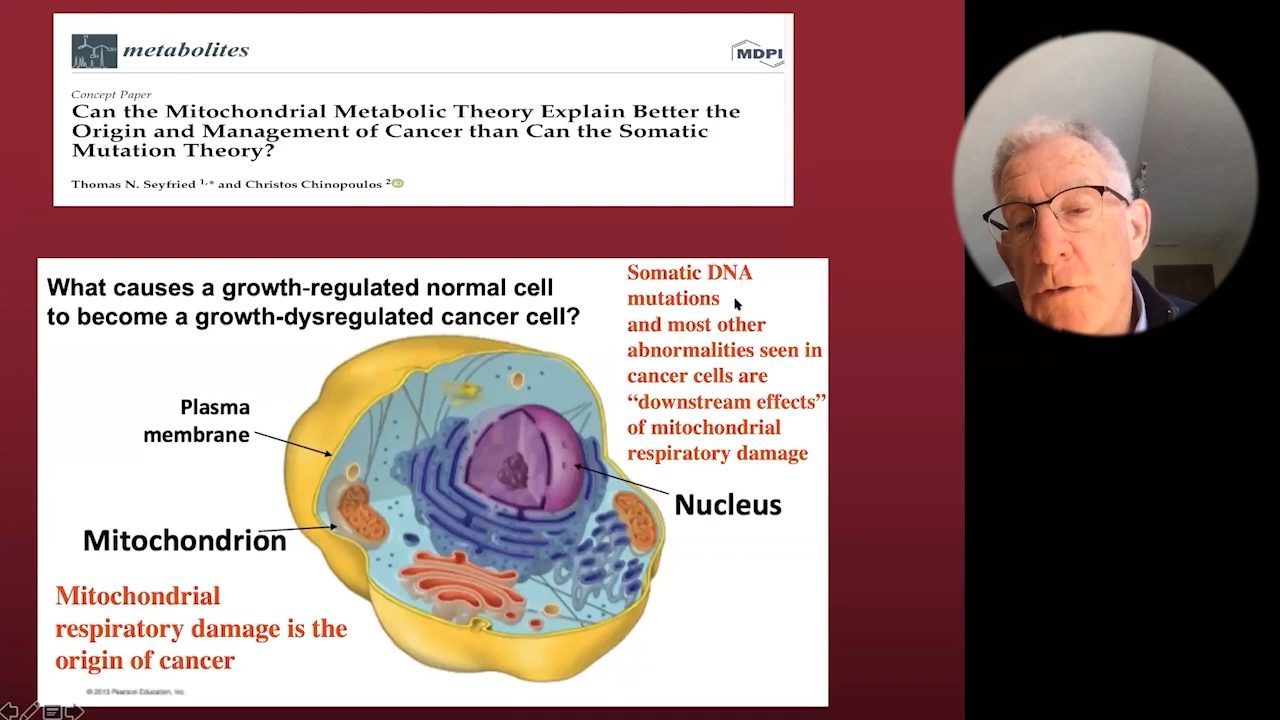 metabolites
MDPI
Concept Paper
Can the Mitochondrial Metabolic Theory Explain Better the
Origin and Management of Cancer than Can the Somatic
Mutation Theory?
Thomas N. Seyfried 1,* and Christos Chinopoulos 2
What causes a growth-regulated normal cell
to become a growth-dysregulated cancer cell?
Somatic DNA
mutations
and most other
abnormalities seen in
cancer cells are
“downstream effects”
of mitochondrial
respiratory damage
Plasma
membrane
Nucleus
Mitochondrion
Mitochondrial
respiratory damage is the
origin of cancer
© 2013 Pearson Education, Inc.